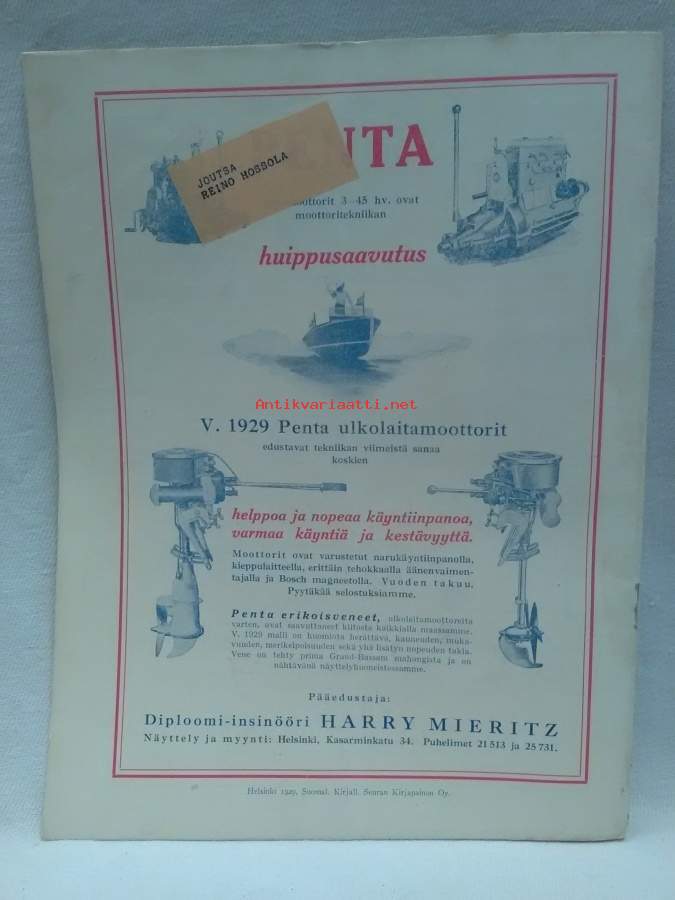 PENTA
JOUTSA
REINO HOSSOLA
moottorit 3—45 hv. ovat
moottoritekniikan
huippusaavutus
Antikvariaatti.net
V. 1929 Penta ulkolaitamoottorit
edustavat tekniikan viimeistä sanaa
koskien
helppoa ja nopeaa käyntiinpanoa,
varmaa käyntiä ja kestävyyttä.
Moottorit ovat varustetut narukäyntiinpanolla,
kieppulaitteella, erittäin tehokkaalla äänenvaimen-
tajalla ja Bosch magneetolla. Vuoden takuu.
Pyytäkää selostuksiamme.
Penta erikoisveneet, ulkolaitamoottoreita
varten, ovat saavuttaneet kiitosta kaikkialla maassamme.
V. 1929 malli on huomiota herättävä, kauneuden, muka-
vuuden, merikelpoisuuden sekä yhä lisätyn nopeuden takia.
Vene on tehty prima Grand-Bassam mahongista ja on
nähtävänä näyttelyhuoneistossamme.
Pääedustaja:
Diploomi-insinööri HARRY MIERITZ
Näyttely ja myynti: Helsinki, Kasarminkatu 34. Puhelimet 21 513 ja 25 731.
Helsinki 1929, Suomal. Kirjall. Seuran Kirjapainon Oy.